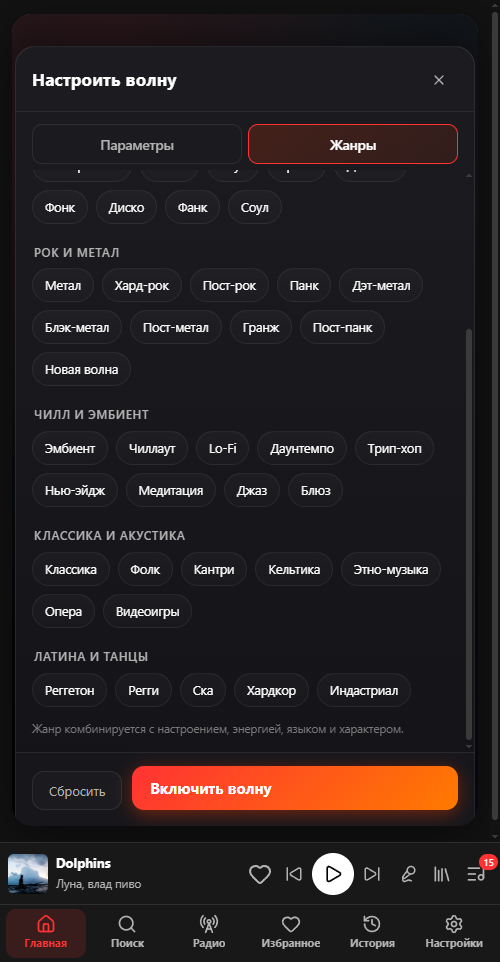 Настроить волну
Параметры Жанры
Фонк Диско Фанк Соул
РОК И МЕТАЛ
Метал Хард-рок Пост-рок Панк Дэт-метал
Блэк-метал Пост-метал Гранж Пост-панк
Новая волна
ЧИЛЛ И ЭМБИЕНТ
Эмбиент Чиллаут Lo-Fi Даунтемпо Трип-хоп
Нью-эйдж Медитация Джаз Блюз
КЛАССИКА И АКУСТИКА
Классика Фолк Кантри Кельтика Этно-музыка
Опера Видеоигры
ЛАТИНА И ТАНЦЫ
Реггетон Регги Ска Хардкор Индастриал
Жанр комбинируется с настроением, энергией, языком и характером.
Сбросить Включить волну
Dolphins
Луна, влад пиво
15
Главная Поиск Радио Избранное История Настройки